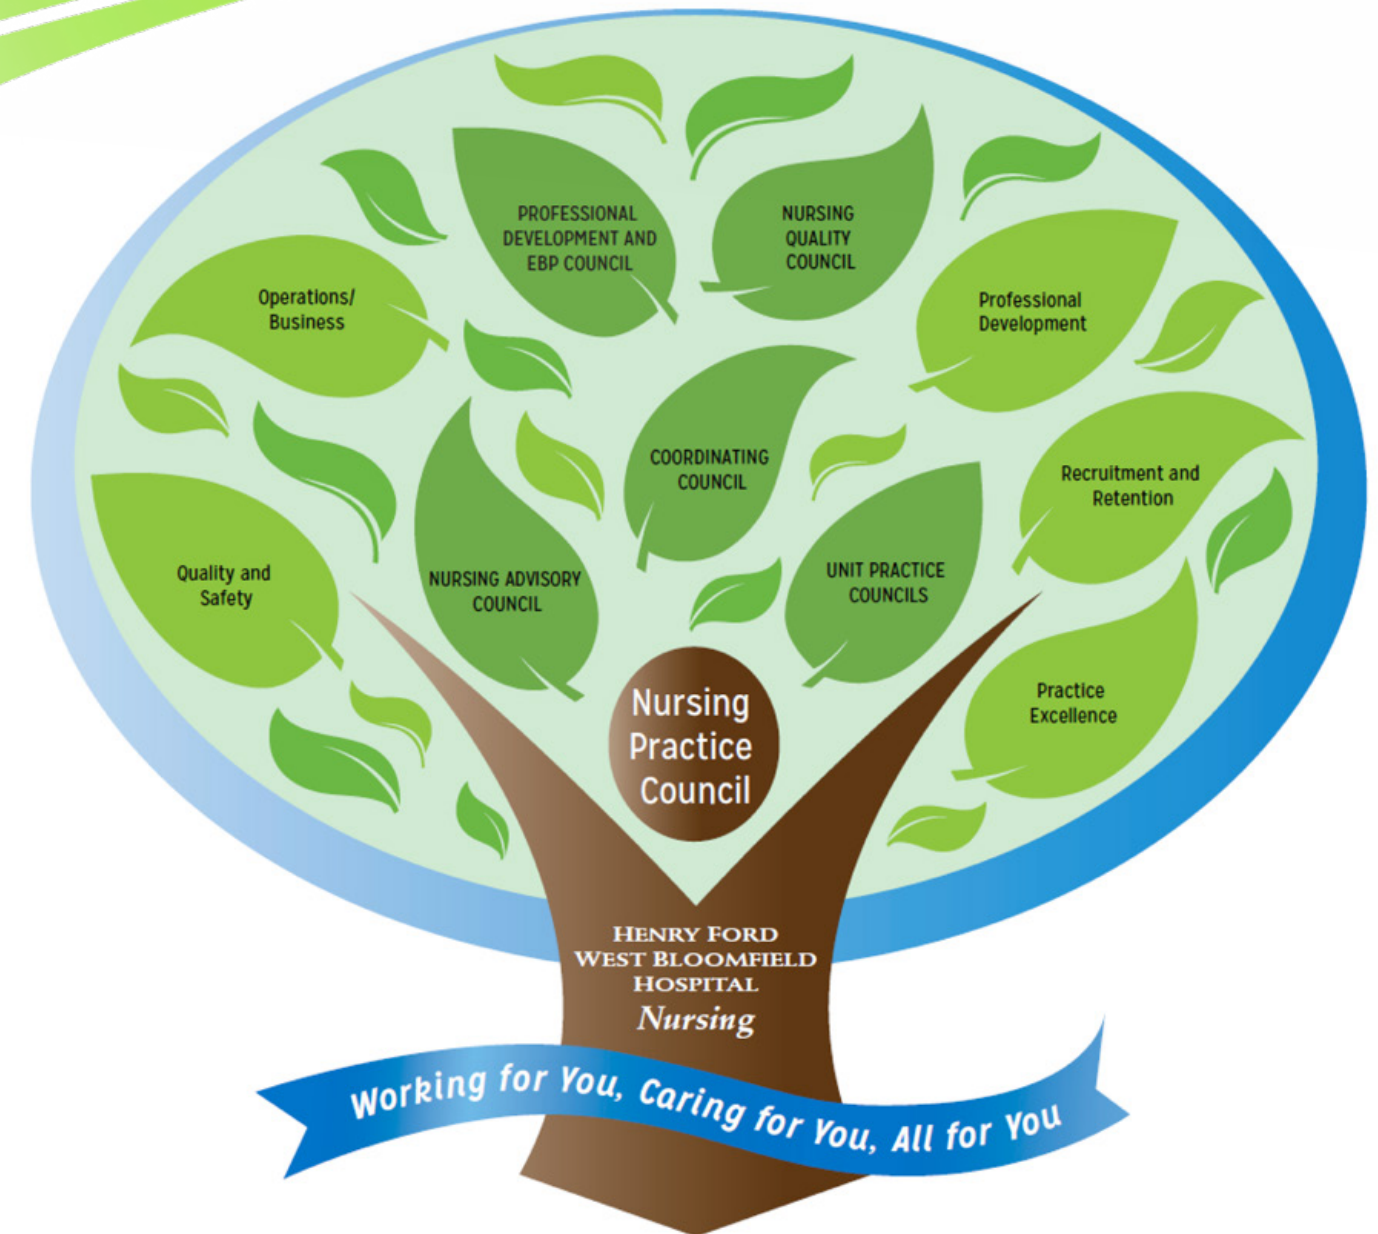 PROFESSIONAL
DEVELOPMENT AND
EBP COUNCIL
NURSING
QUALITY
COUNCIL
Operations/
Business
Professional
Development
COORDINATING
COUNCIL
Recruitment and
Retention
Quality and
Safety
NURSING ADVISORY
COUNCIL
UNIT PRACTICE
COUNCILS
Practice
Excellence
Nursing
Practice
Council
HENRY FORD
WEST BLOOMFIELD
HOSPITAL
Nursing
Working for You, Caring for You, All for You